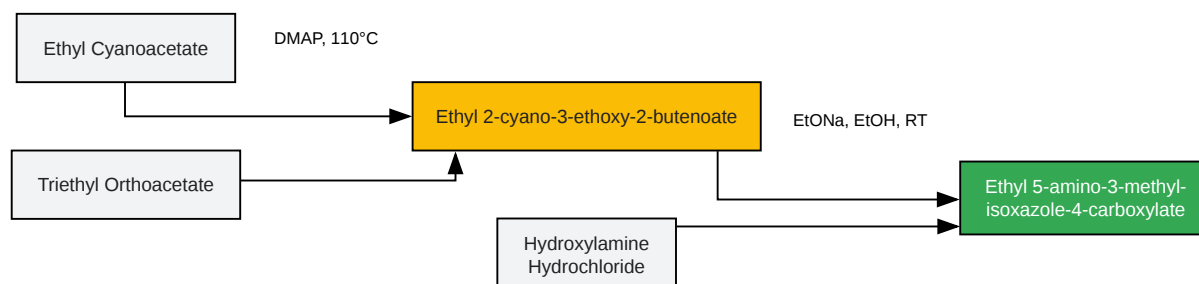 Ethyl Cyanoacetate
DMAP, 110°C
Ethyl 2-cyano-3-ethoxy-2-butenoate
EtONa, EtOH, RT
Triethyl Orthoacetate
Ethyl 5-amino-3-methyl-
isoxazole-4-carboxylate
Hydroxylamine
Hydrochloride